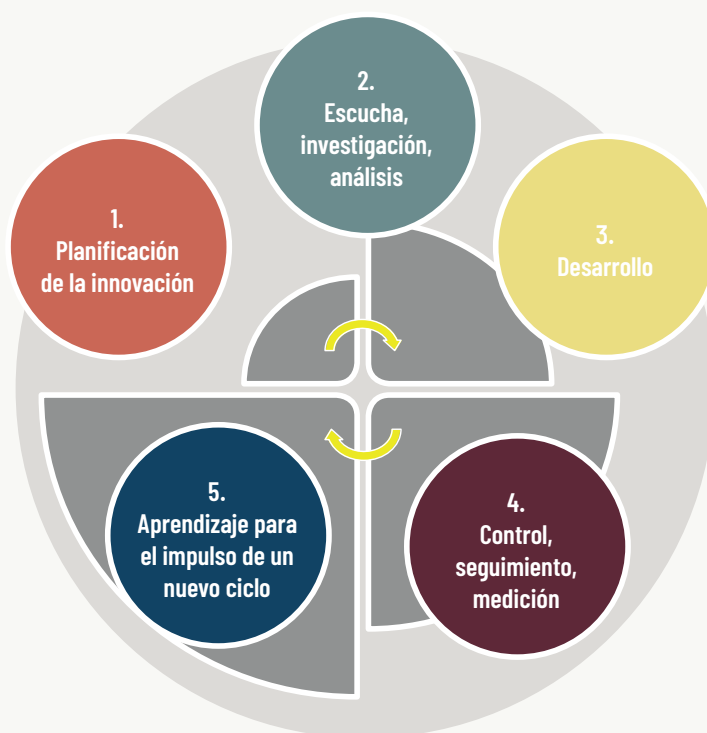 1.
Planificación
de la innovación
2.
Escucha,
investigación,
análisis
3.
Desarrollo
4.
Control,
seguimiento,
medición
5.
Aprendizaje para
el impulso de un
nuevo ciclo